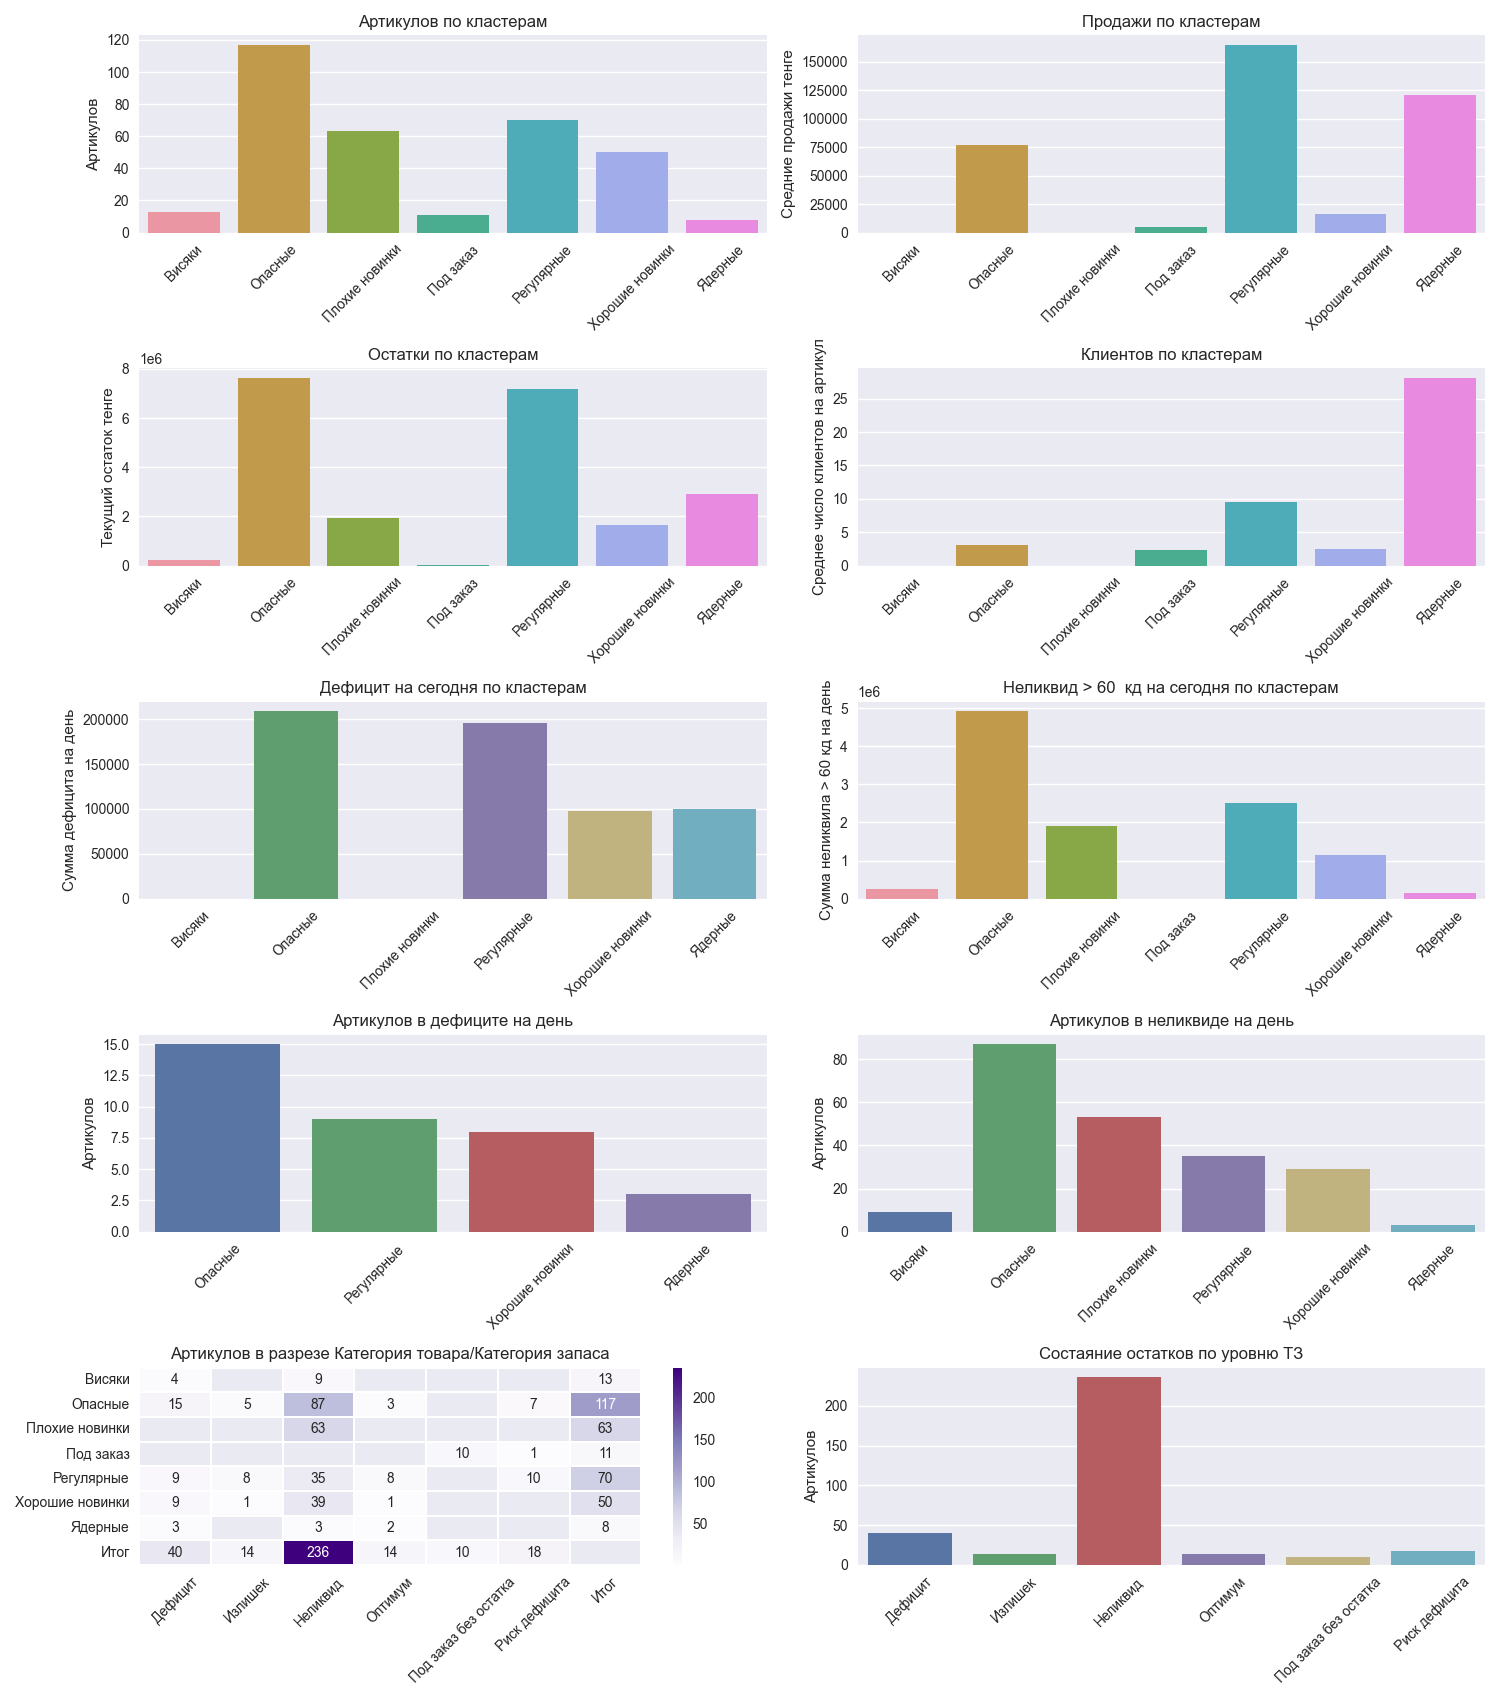 Артикулов по кластерам
Артикулов
120
100
80
60
40
20
0
Висяки
Опасные
Плохие новинки
Под заказ
Регулярные
Хорошие новинки
Ядерные
Продажи по кластерам
Средние продажи тенге
150000
125000
100000
75000
50000
25000
0
Висяки
Опасные
Плохие новинки
Под заказ
Регулярные
Хорошие новинки
Ядерные
Остатки по кластерам
1e6
Текущий остаток тенге
8
6
4
2
0
Висяки
Опасные
Плохие новинки
Под заказ
Регулярные
Хорошие новинки
Ядерные
Клиентов по кластерам
Среднее число клиентов на артикул
25
20
15
10
5
0
Висяки
Опасные
Плохие новинки
Под заказ
Регулярные
Хорошие новинки
Ядерные
Дефицит на сегодня по кластерам
Сумма дефицита на день
200000
150000
100000
50000
0
Висяки
Опасные
Плохие новинки
Регулярные
Хорошие новинки
Ядерные
Неликвид > 60  кд на сегодня по кластерам
1e6
Сумма неликвипа > 60 кд на день
5
4
3
2
1
0
Висяки
Опасные
Плохие новинки
Под заказ
Регулярные
Хорошие новинки
Ядерные
Артикулов в дефиците на день
Артикулов
15.0
12.5
10.0
7.5
5.0
2.5
0.0
Опасные
Регулярные
Хорошие новинки
Ядерные
Артикулов в неликвиде на день
Артикулов
80
60
40
20
0
Висяки
Опасные
Плохие новинки
Регулярные
Хорошие новинки
Ядерные
Артикулов в разрезе Категория товара/Категория запаса
Висяки 4 9 13
Опасные 15 5 87 3 7 117
Плохие новинки 63 63
Под заказ 10 1 11
Регулярные 9 8 35 8 10 70
Хорошие новинки 9 1 39 1 50
Ядерные 3 3 2 8
Итог 40 14 236 14 10 18
Дефицит
Излишек
Неликвид
Оптимум
Под заказ без остатка
Риск дефицита
Итог
200
150
100
50
Состаяние остатков по уровню ТЗ
Артикулов
200
150
100
50
0
Дефицит
Излишек
Неликвид
Оптимум
Под заказ без остатка
Риск дефицита